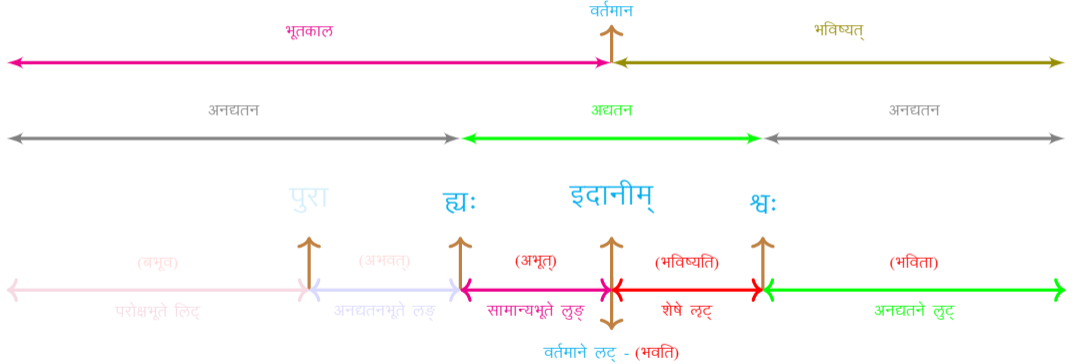 वर्तमान
भूतकाल भविष्यत्
अनद्यतन अद्यतन अनद्यतन
पुरा ह्यः इदानीम् श्वः
(बभूव) (अभवत्) (अभूत्) (भविष्यति) (भविता)
परोक्षभूते लिट् अनद्यतनभूते लङ् सामान्यभूते लुङ् शेषे लृट् अनद्यतने लुट्
वर्तमाने लट् - (भवति)